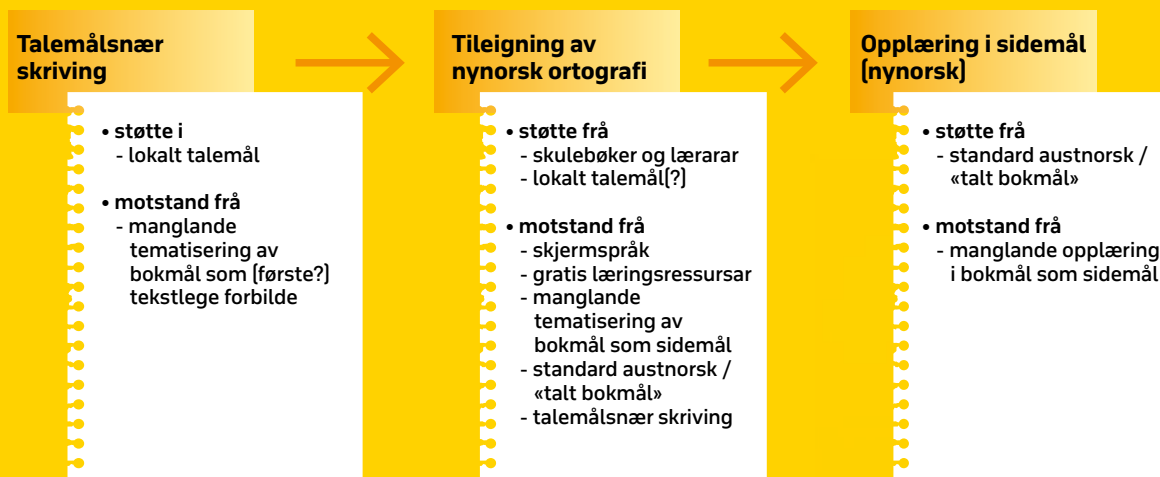 Talemålsnær
skriving
• støtte i
- lokalt talemål
• motstand frå
- manglande
tematisering av
bokmål som (første?)
tekstlege forbilde
Tileigning av
nynorsk ortografi
• støtte frå
- skulebøker og lærarar
- lokalt talemål(?)
• motstand frå
- skjermspråk
- gratis læringsressursar
- manglande
tematisering av
bokmål som sidemål
- standard austnorsk /
«talt bokmål»
- talemålsnær skriving
Opplæring i sidemål
(nynorsk)
• støtte frå
- standard austnorsk /
«talt bokmål»
• motstand frå
- manglande opplæring
i bokmål som sidemål